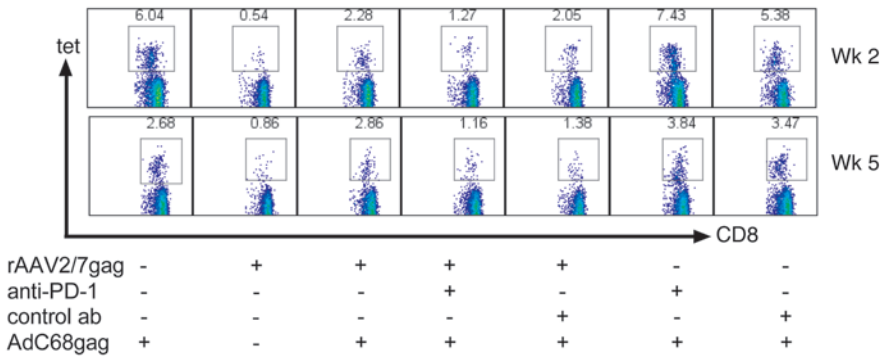 6.04 0.54 2.28 1.27 2.05 7.43 5.38
tet
Wk 2
2.68 0.86 2.86 1.16 1.38 3.84 3.47
Wk 5
CD8
rAAV2/7gag - + + + + - -
anti-PD-1 - - - + - + -
control ab - - - - + - +
AdC68gag + - + + + + +